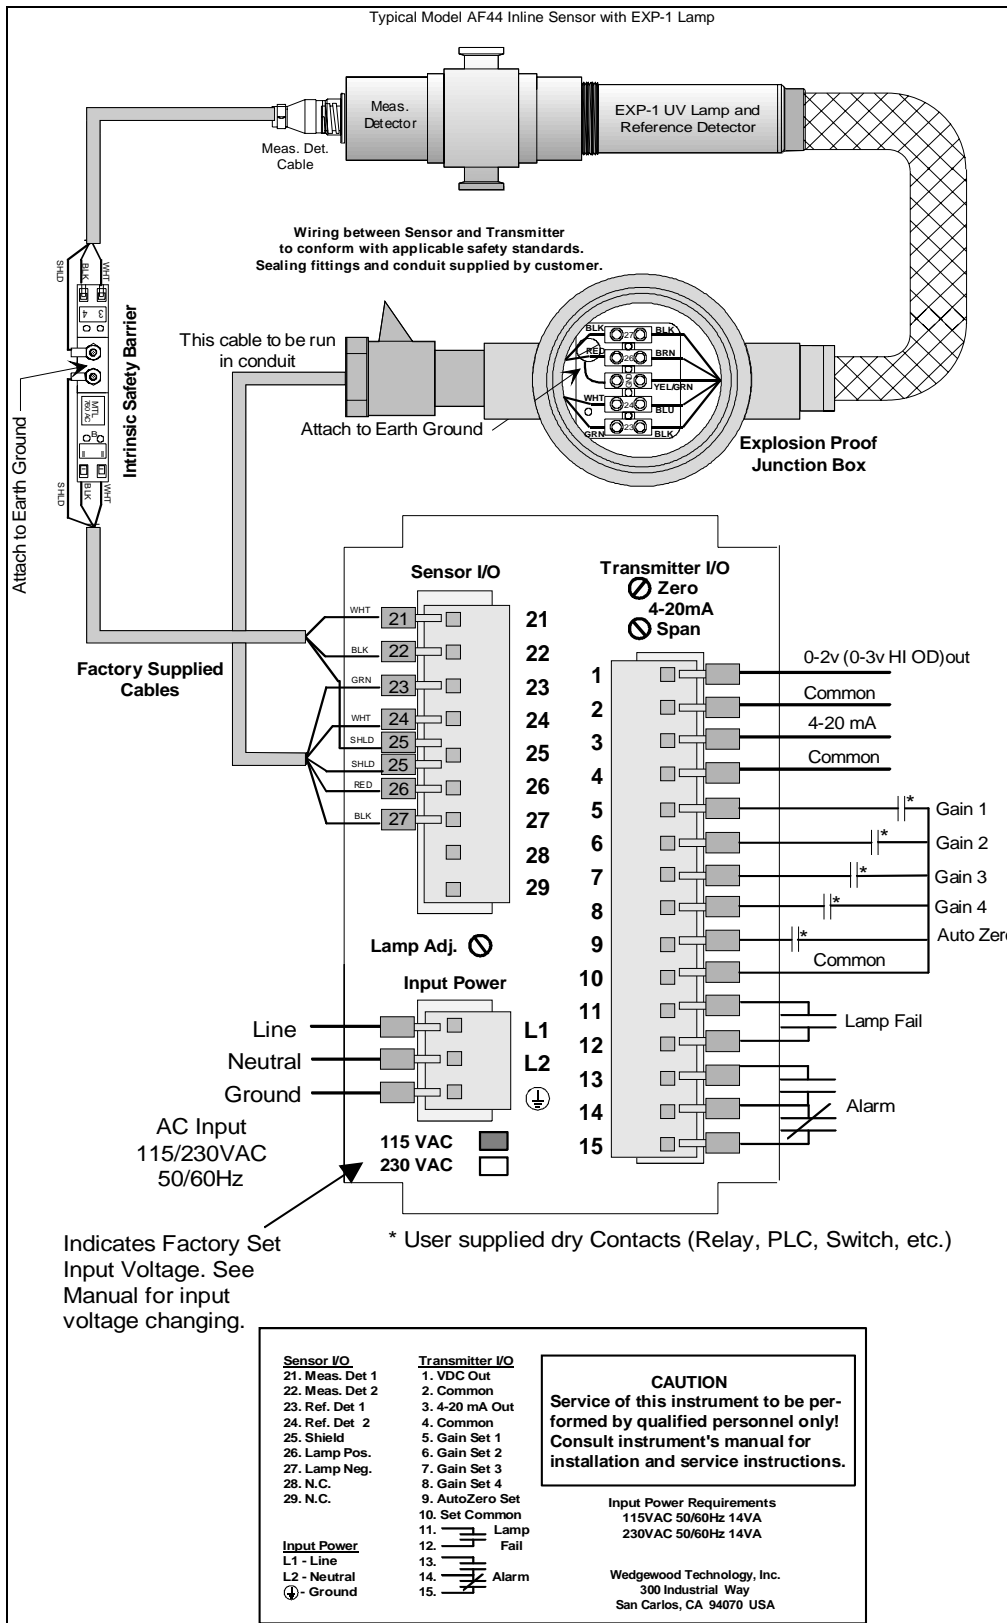 Typical Model AF44 Inline Sensor with EXP-1 Lamp
Meas.
Detector
EXP-1 UV Lamp and
Reference Detector
Meas. Det.
Cable
Wiring between Sensor and Transmitter
to conform with applicable safety standards.
Sealing fittings and conduit supplied by customer.
SHLD
BLK
WHT
3
4
MTL
760 AC
SHLD
BLK
WHT
Intrinsic Safety Barrier
Attach to Earth Ground
This cable to be run
in conduit
BLK 27 BLK
RED 26 BRN
YEL/GRN
WHT 24 BLU
GRN 23 BLK
Attach to Earth Ground
Explosion Proof
Junction Box
Factory Supplied
Cables
Sensor I/O
WHT 21 21
BLK 22 22
GRN 23 23
WHT 24 24
SHLD 25 25
SHLD 25
RED 26 26
BLK 27 27
28
29
Lamp Adj.
Transmitter I/O
Zero
4-20mA
Span
1 0-2v (0-3v HI OD)out
2 Common
3 4-20 mA
4 Common
5 * Gain 1
6 * Gain 2
7 * Gain 3
8 * Gain 4
9 * Auto Zero
10 Common
11
Lamp Fail
12
13
14 Alarm
15
Input Power
Line L1
Neutral L2
Ground
AC Input
115/230VAC
50/60Hz
115 VAC
230 VAC
Indicates Factory Set
Input Voltage. See
Manual for input
voltage changing.
* User supplied dry Contacts (Relay, PLC, Switch, etc.)
Sensor I/O
21. Meas. Det 1
22. Meas. Det 2
23. Ref. Det 1
24. Ref. Det 2
25. Shield
26. Lamp Pos.
27. Lamp Neg.
28. N.C.
29. N.C.
Input Power
L1 - Line
L2 - Neutral
- Ground
Transmitter I/O
1. VDC Out
2. Common
3. 4-20 mA Out
4. Common
5. Gain Set 1
6. Gain Set 2
7. Gain Set 3
8. Gain Set 4
9. AutoZero Set
10. Set Common
11. Lamp
12. Fail
13.
14. Alarm
15.
CAUTION
Service of this instrument to be per-
formed by qualified personnel only!
Consult instrument's manual for
installation and service instructions.
Input Power Requirements
115VAC 50/60Hz 14VA
230VAC 50/60Hz 14VA
Wedgewood Technology, Inc.
300 Industrial Way
San Carlos, CA 94070 USA